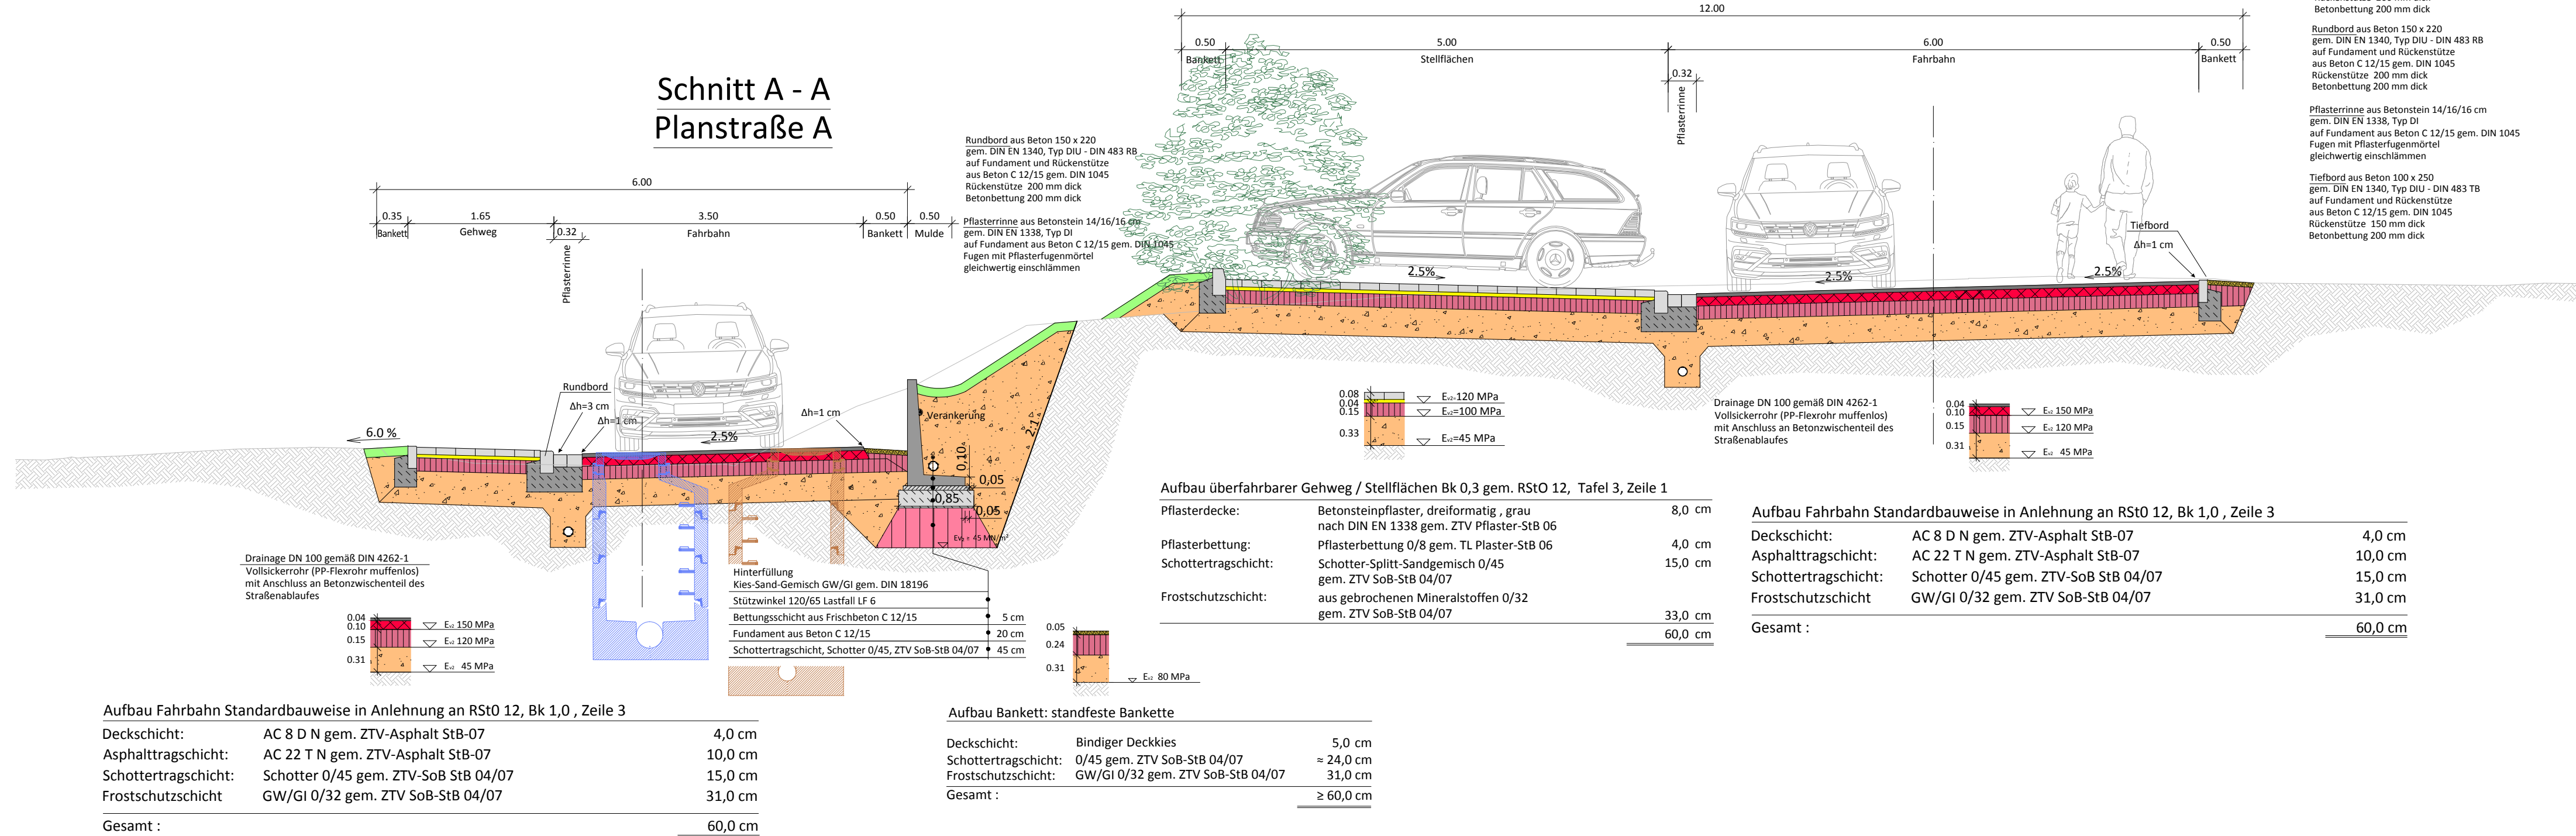 Schnitt A - A
Planstraße A
6.00
0.35
1.65
3.50
0.50
0.50
Bankett
Gehweg
0.32
Fahrbahn
Bankett
Mulde
Pflasterrinne
Rundbord aus Beton 150 x 220
gem. DIN EN 1340, Typ DIU - DIN 483 RB
auf Fundament und Rückenstütze
aus Beton C 12/15 gem. DIN 1045
Rückenstütze 200 mm dick
Betonbettung 200 mm dick
Pflasterrinne aus Betonstein 14/16/16 cm
gem. DIN EN 1338, Typ DI
auf Fundament aus Beton C 12/15 gem. DIN 1045
Fugen mit Pflasterfugenmörtel
gleichwertig einschlämmen
12.00
0.50
5.00
6.00
0.50
Bankett
Stellflächen
Fahrbahn
Bankett
0.32
Pflasterrinne
Betonbettung 200 mm dick
Rundbord aus Beton 150 x 220
gem. DIN EN 1340, Typ DIU - DIN 483 RB
auf Fundament und Rückenstütze
aus Beton C 12/15 gem. DIN 1045
Rückenstütze 200 mm dick
Betonbettung 200 mm dick
Pflasterrinne aus Betonstein 14/16/16 cm
gem. DIN EN 1338, Typ DI
auf Fundament aus Beton C 12/15 gem. DIN 1045
Fugen mit Pflasterfugenmörtel
gleichwertig einschlämmen
Tiefbord aus Beton 100 x 250
gem. DIN EN 1340, Typ DIU - DIN 483 TB
auf Fundament und Rückenstütze
aus Beton C 12/15 gem. DIN 1045
Rückenstütze 150 mm dick
Betonbettung 200 mm dick
Tiefbord
Δh=1 cm
2.5%
2.5%
2.5%
Rundbord
Δh=3 cm
Δh=1 cm
Δh=1 cm
6.0 %
2.5%
Verankerung
2:1
0,10
0,05
0,85
0,05
Ev₂ = 45 MN/m²
Drainage DN 100 gemäß DIN 4262-1
Vollsickerrohr (PP-Flexrohr muffenlos)
mit Anschluss an Betonzwischenteil des
Straßenablaufes
Hinterfüllung
Kies-Sand-Gemisch GW/GI gem. DIN 18196
Stützwinkel 120/65 Lastfall LF 6
Bettungsschicht aus Frischbeton C 12/15 5 cm
Fundament aus Beton C 12/15 20 cm
Schottertragschicht, Schotter 0/45, ZTV SoB-StB 04/07 45 cm
0.04
0.10
0.15
0.31
Ev2 150 MPa
Ev2 120 MPa
Ev2 45 MPa
0.05
0.24
0.31
Ev2 80 MPa
0.08
0.04
0.15
0.33
Ev2=120 MPa
Ev2=100 MPa
Ev2=45 MPa
Drainage DN 100 gemäß DIN 4262-1
Vollsickerrohr (PP-Flexrohr muffenlos)
mit Anschluss an Betonzwischenteil des
Straßenablaufes
0.04
0.10
0.15
0.31
Ev2 150 MPa
Ev2 120 MPa
Ev2 45 MPa
Aufbau überfahrbarer Gehweg / Stellflächen Bk 0,3 gem. RStO 12, Tafel 3, Zeile 1
Pflasterdecke: Betonsteinpflaster, dreiformatig , grau 8,0 cm
nach DIN EN 1338 gem. ZTV Pflaster-StB 06
Pflasterbettung: Pflasterbettung 0/8 gem. TL Plaster-StB 06 4,0 cm
Schottertragschicht: Schotter-Splitt-Sandgemisch 0/45 15,0 cm
gem. ZTV SoB-StB 04/07
Frostschutzschicht: aus gebrochenen Mineralstoffen 0/32
gem. ZTV SoB-StB 04/07 33,0 cm
60,0 cm
Aufbau Fahrbahn Standardbauweise in Anlehnung an RSt0 12, Bk 1,0 , Zeile 3
Deckschicht: AC 8 D N gem. ZTV-Asphalt StB-07 4,0 cm
Asphalttragschicht: AC 22 T N gem. ZTV-Asphalt StB-07 10,0 cm
Schottertragschicht: Schotter 0/45 gem. ZTV-SoB StB 04/07 15,0 cm
Frostschutzschicht GW/GI 0/32 gem. ZTV SoB-StB 04/07 31,0 cm
Gesamt : 60,0 cm
Aufbau Fahrbahn Standardbauweise in Anlehnung an RSt0 12, Bk 1,0 , Zeile 3
Deckschicht: AC 8 D N gem. ZTV-Asphalt StB-07 4,0 cm
Asphalttragschicht: AC 22 T N gem. ZTV-Asphalt StB-07 10,0 cm
Schottertragschicht: Schotter 0/45 gem. ZTV-SoB StB 04/07 15,0 cm
Frostschutzschicht GW/GI 0/32 gem. ZTV SoB-StB 04/07 31,0 cm
Gesamt : 60,0 cm
Aufbau Bankett: standfeste Bankette
Deckschicht: Bindiger Deckkies 5,0 cm
Schottertragschicht: 0/45 gem. ZTV SoB-StB 04/07 ≈ 24,0 cm
Frostschutzschicht: GW/GI 0/32 gem. ZTV SoB-StB 04/07 31,0 cm
Gesamt : ≥ 60,0 cm